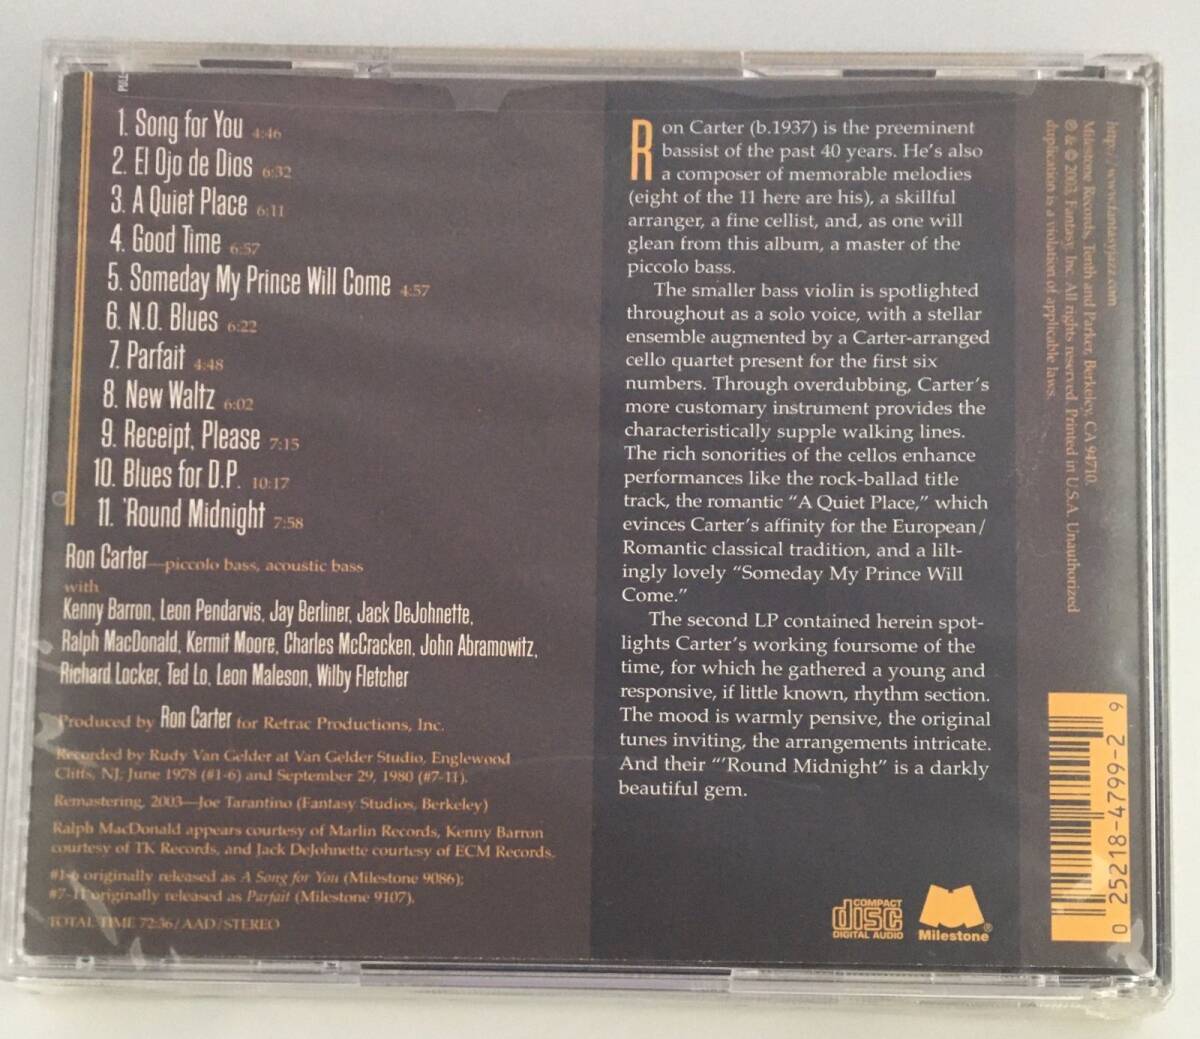 1. Song for You 4:46
2. El Ojo de Dios 6:32
3. A Quiet Place 6:11
4. Good Time 6:57
5. Someday My Prince Will Come 4:57
6. N.O. Blues 6:22
7. Parfait 4:48
8. New Waltz 6:02
9. Receipt, Please 7:15
10. Blues for D.P. 10:17
11. 'Round Midnight 7:58
Ron Carter—piccolo bass, acoustic bass
with
Kenny Barron, Leon Pendarvis, Jay Berliner, Jack DeJohnette,
Ralph MacDonald, Kermit Moore, Charles McCracken, John Abramowitz,
Richard Locker, Ted Lo, Leon Maleson, Wilby Fletcher
Produced by Ron Carter for Retrac Productions, Inc.
Recorded by Rudy Van Gelder at Van Gelder Studio, Englewood
Cliffs, NJ; June 1978 (#1-6) and September 29, 1980 (#7-11).
Remastering, 2003—Joe Tarantino (Fantasy Studios, Berkeley)
Ralph MacDonald appears courtesy of Marlin Records, Kenny Barron
courtesy of TK Records, and Jack DeJohnette courtesy of ECM Records.
#1-6 originally released as A Song for You (Milestone 9086);
#7-11 originally released as Parfait (Milestone 9107).
TOTAL TIME 72:36/AAD/STEREO
Ron Carter (b.1937) is the preeminent
bassist of the past 40 years. He's also
a composer of memorable melodies
(eight of the 11 here are his), a skillful
arranger, a fine cellist, and, as one will
glean from this album, a master of the
piccolo bass.
The smaller bass violin is spotlighted
throughout as a solo voice, with a stellar
ensemble augmented by a Carter-arranged
cello quartet present for the first six
numbers. Through overdubbing, Carter's
more customary instrument provides the
characteristically supple walking lines.
The rich sonorities of the cellos enhance
performances like the rock-ballad title
track, the romantic "A Quiet Place," which
evinces Carter's affinity for the European/
Romantic classical tradition, and a lilt-
ingly lovely "Someday My Prince Will
Come."
The second LP contained herein spot-
lights Carter's working foursome of the
time, for which he gathered a young and
responsive, if little known, rhythm section.
The mood is warmly pensive, the original
tunes inviting, the arrangements intricate.
And their "'Round Midnight" is a darkly
beautiful gem.
COMPACT
disc
DIGITAL AUDIO
Milestone®
http://www.fantasyjazz.com
Milestone Records, Tenth and Parker, Berkeley, CA 94710.
℗ & © 2003, Fantasy, Inc. All rights reserved. Printed in U.S.A. Unauthorized
duplication is a violation of applicable laws.
0 25218-4799-2 9